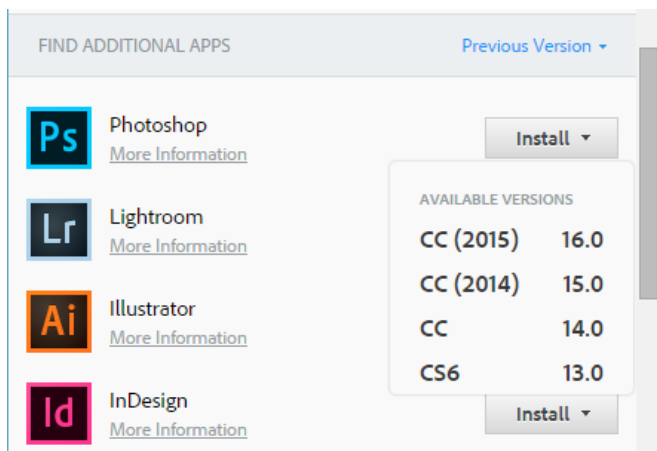 FIND ADDITIONAL APPS Previous Version
Ps Photoshop Install
More Information
AVAILABLE VERSIONS
Lr Lightroom
More Information
CC (2015) 16.0
CC (2014) 15.0
Ai Illustrator
More Information
CC 14.0
CS6 13.0
Id InDesign Install
More Information